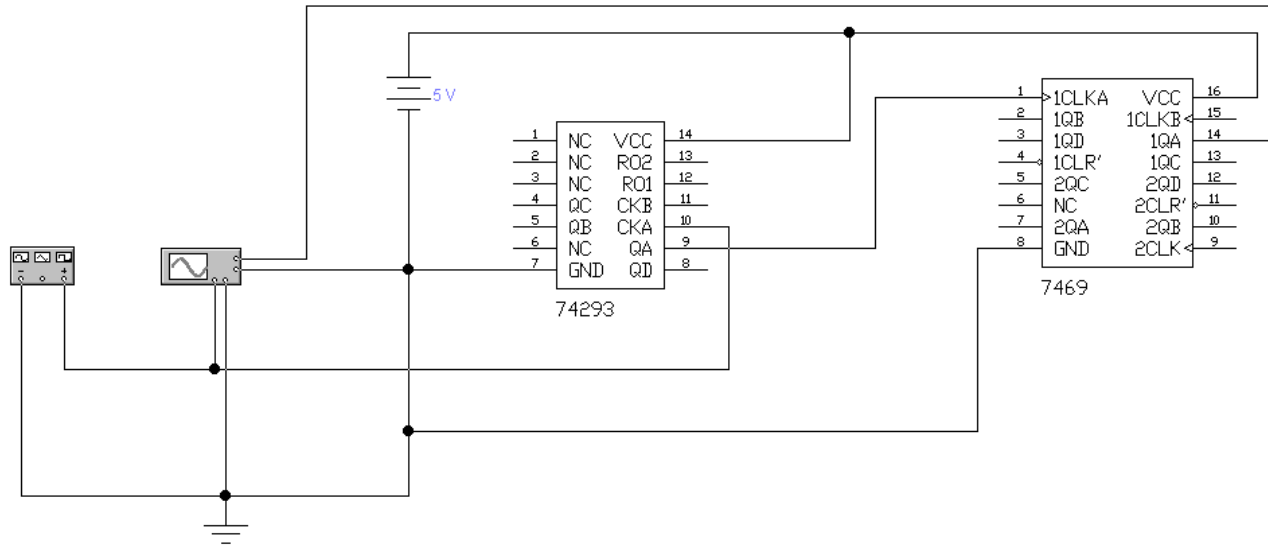 5 V
1 NC VCC 14
2 NC RO2 13
3 NC RO1 12
4 QC CKB 11
5 QB CKA 10
6 NC QA 9
7 GND QD 8
74293
1 1CLKA VCC 16
2 1QB 1CLKB 15
3 1QD 1QA 14
4 1CLR' 1QC 13
5 2QC 2QD 12
6 NC 2CLR' 11
7 2QA 2QB 10
8 GND 2CLK 9
7469